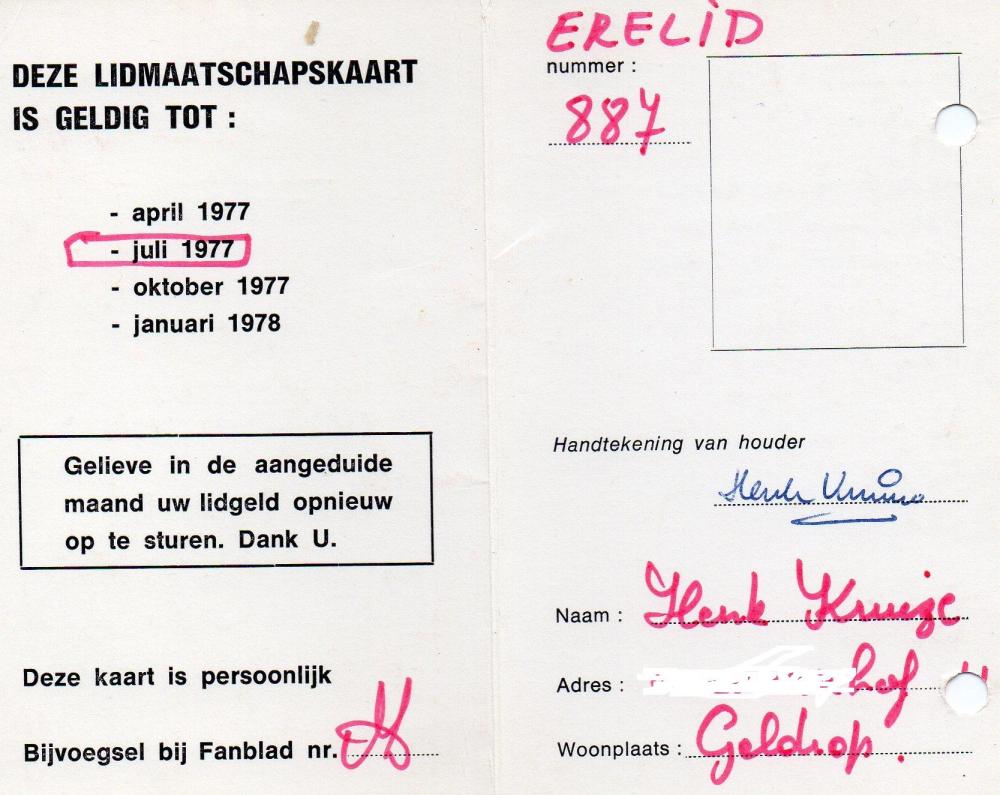 DEZE LIDMAATSCHAPSKAART
IS GELDIG TOT :
- april 1977
- juli 1977
- oktober 1977
- januari 1978
Gelieve in de aangeduide
maand uw lidgeld opnieuw
op te sturen. Dank U.
Deze kaart is persoonlijk
Bijvoegsel bij Fanblad nr.
ERELID
nummer :
887
Handtekening van houder
Naam : Henk Kruize
Adres : hof
Woonplaats : Geldrop.